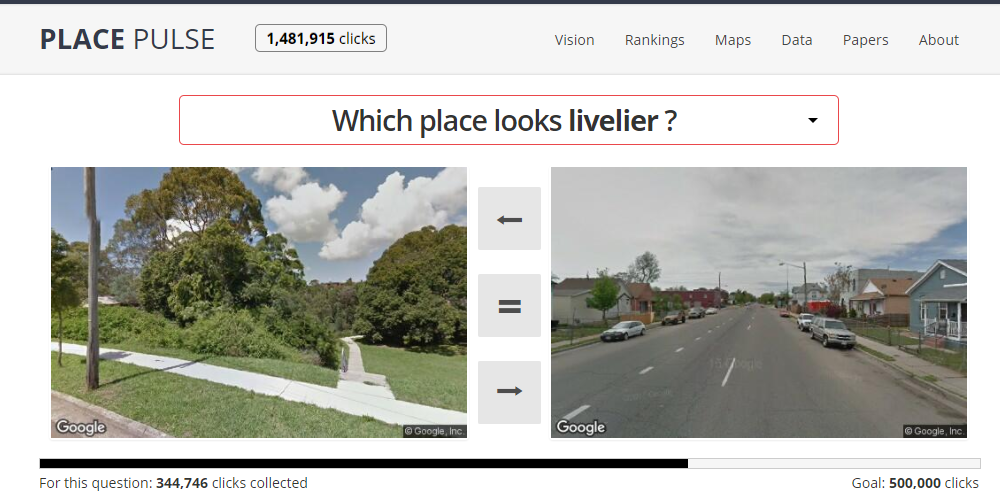 PLACE PULSE
1,481,915 clicks
Vision Rankings Maps Data Papers About
Which place looks livelier ?
Google
© Google, Inc.
Google
© Google, Inc.
For this question: 344,746 clicks collected
Goal: 500,000 clicks